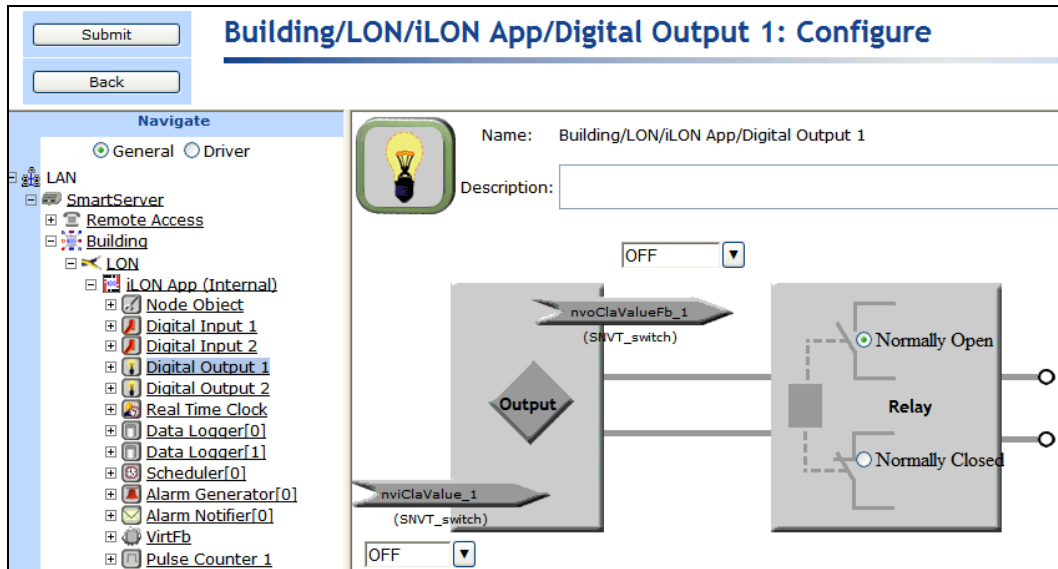 Submit
Back
Building/LON/iLON App/Digital Output 1: Configure
Navigate
General Driver
LAN
SmartServer
Remote Access
Building
LON
iLON App (Internal)
Node Object
Digital Input 1
Digital Input 2
Digital Output 1
Digital Output 2
Real Time Clock
Data Logger[0]
Data Logger[1]
Scheduler[0]
Alarm Generator[0]
Alarm Notifier[0]
VirtFb
Pulse Counter 1
Name: Building/LON/iLON App/Digital Output 1
Description:
OFF
nvoClaValueFb_1
(SNVT_switch)
Normally Open
Output
Relay
Normally Closed
nviClaValue_1
(SNVT_switch)
OFF